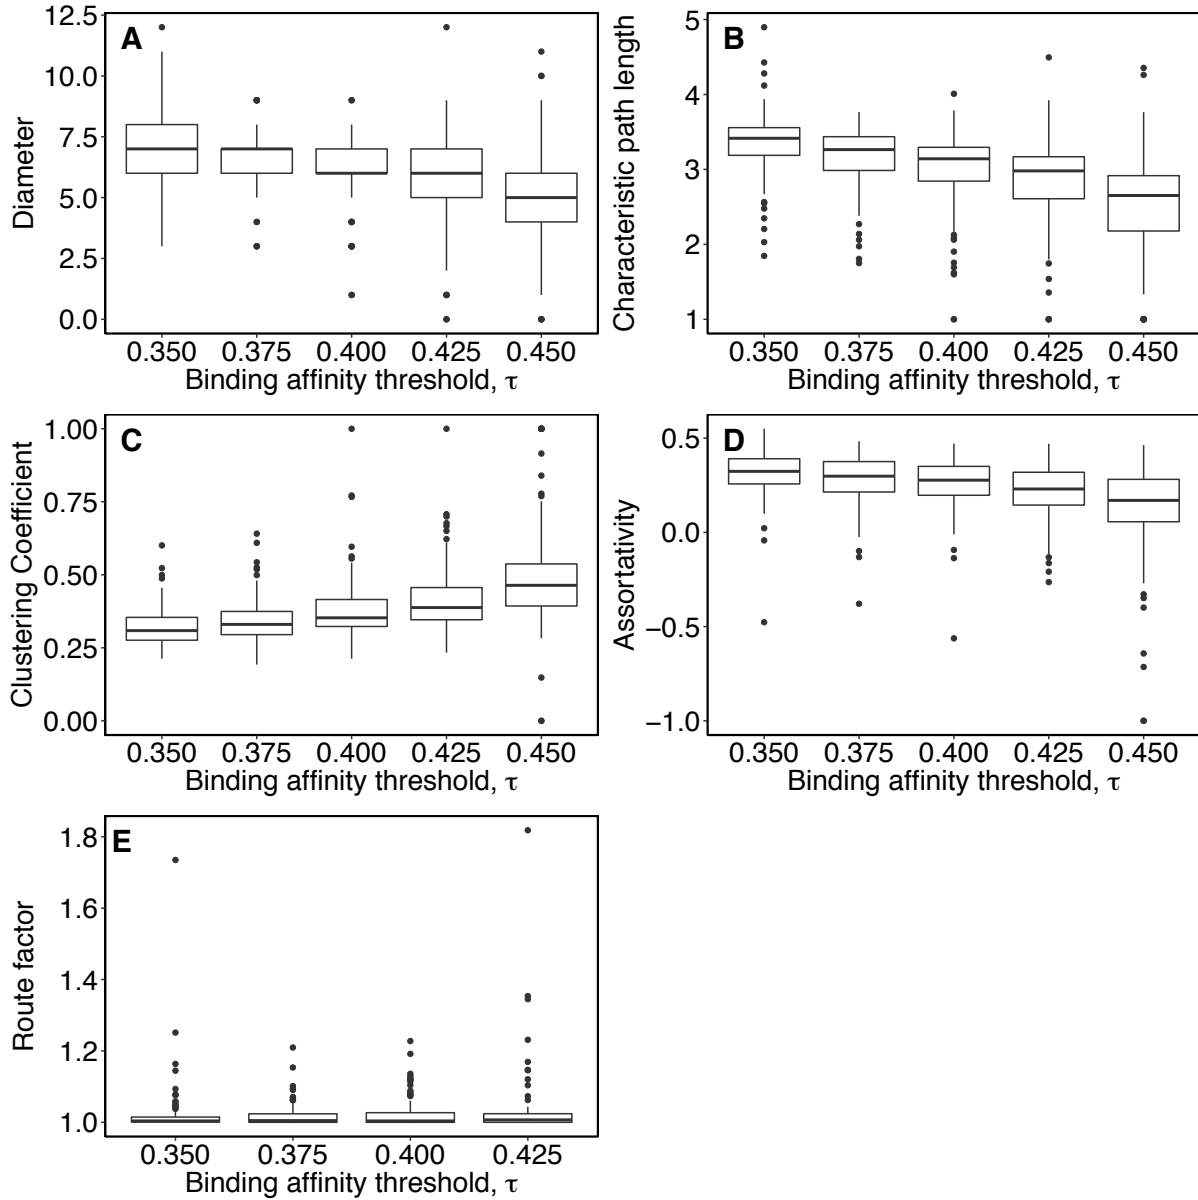 A
Diameter
12.5
10.0
7.5
5.0
2.5
0.0
0.350 0.375 0.400 0.425 0.450
Binding affinity threshold, τ
B
Characteristic path length
5
4
3
2
1
0.350 0.375 0.400 0.425 0.450
Binding affinity threshold, τ
C
Clustering Coefficient
1.00
0.75
0.50
0.25
0.00
0.350 0.375 0.400 0.425 0.450
Binding affinity threshold, τ
D
Assortativity
0.5
0.0
−0.5
−1.0
0.350 0.375 0.400 0.425 0.450
Binding affinity threshold, τ
E
Route factor
1.8
1.6
1.4
1.2
1.0
0.350 0.375 0.400 0.425
Binding affinity threshold, τ